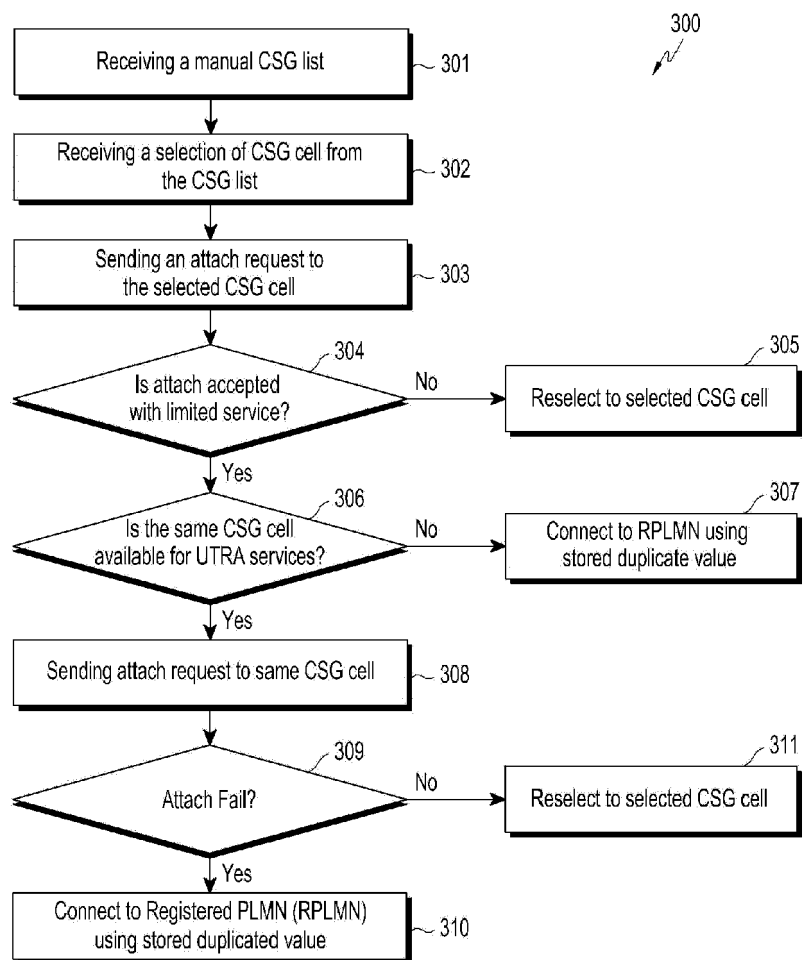 300
Receiving a manual CSG list
301
Receiving a selection of CSG cell from
the CSG list
302
Sending an attach request to
the selected CSG cell
303
304
Is attach accepted
with limited service?
No
305
Reselect to selected CSG cell
Yes
306
Is the same CSG cell
available for UTRA services?
No
307
Connect to RPLMN using
stored duplicate value
Yes
Sending attach request to same CSG cell
308
309
Attach Fail?
No
311
Reselect to selected CSG cell
Yes
Connect to Registered PLMN (RPLMN)
using stored duplicated value
310